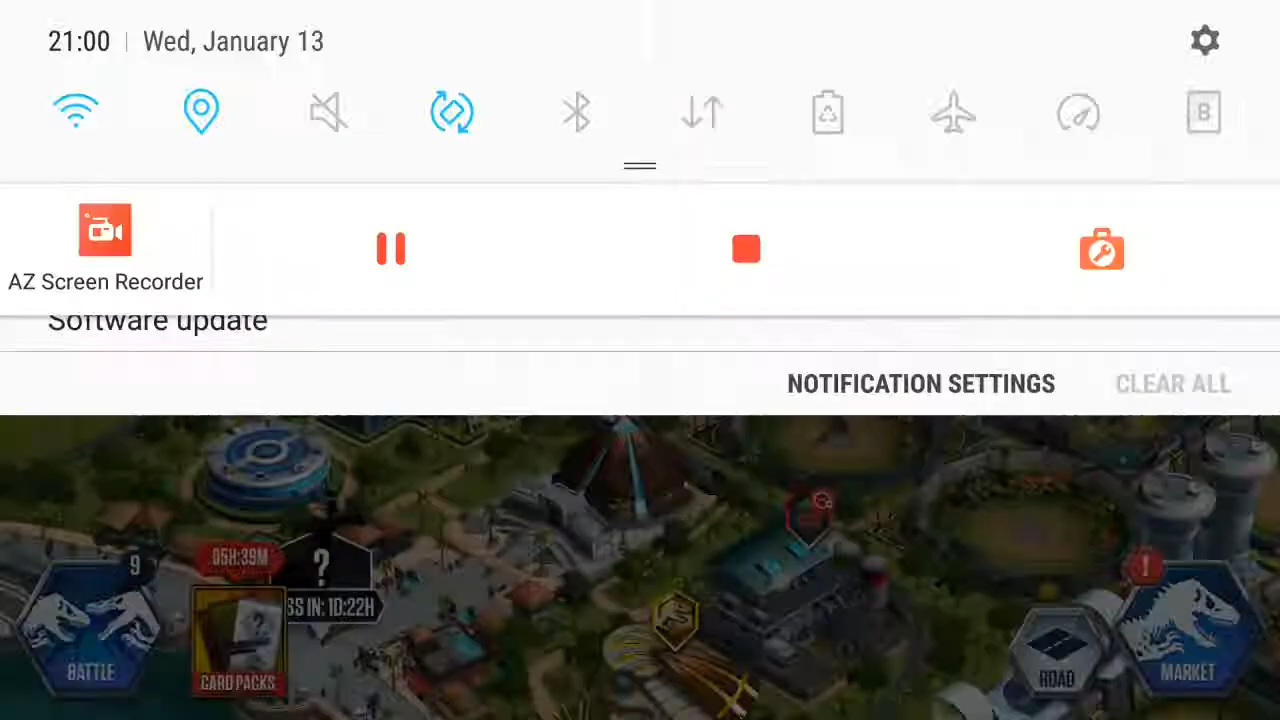 21:00 | Wed, January 13
B
AZ Screen Recorder
Software update
NOTIFICATION SETTINGS CLEAR ALL
05H:39M
?
9
SS IN: 1D:22H
!
?
BATTLE
CARD PACKS
ROAD
MARKET